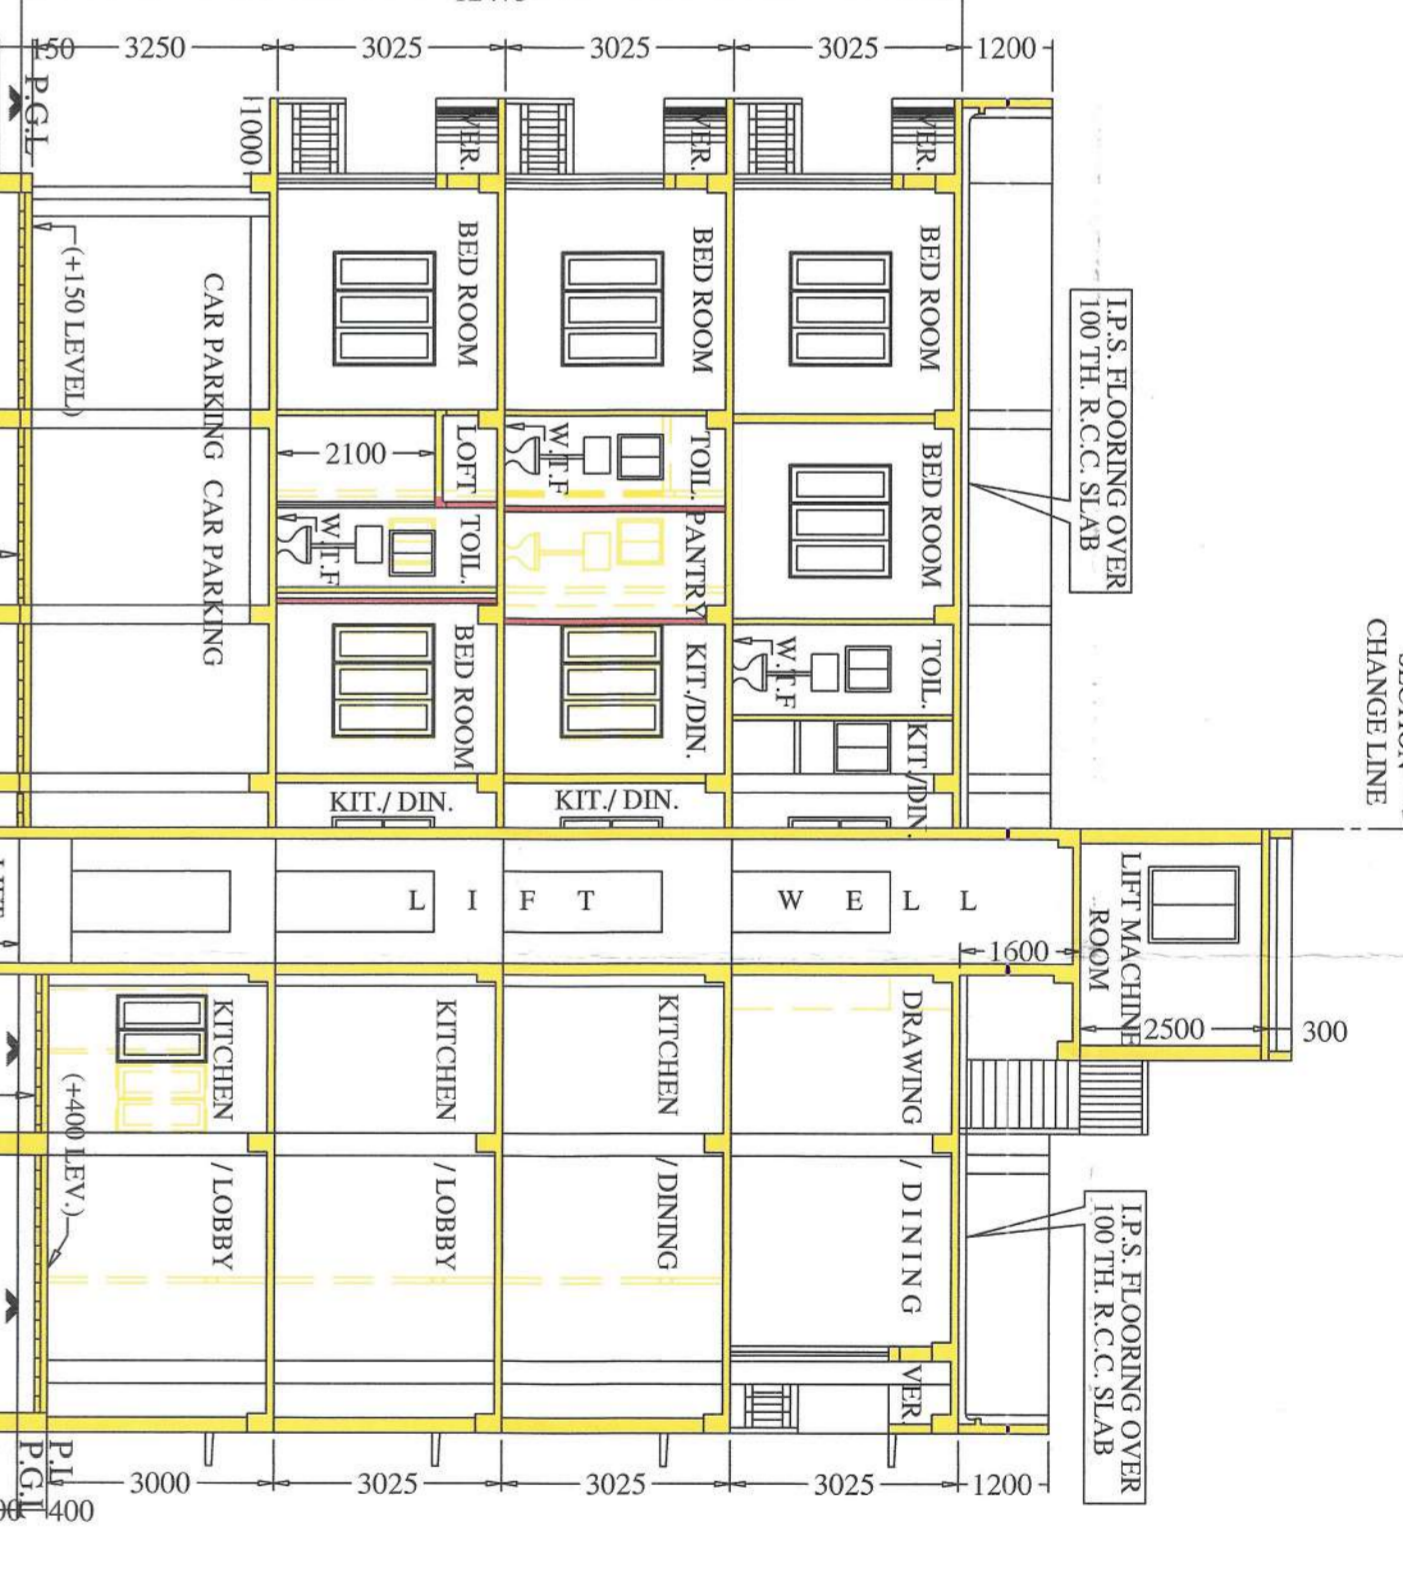 150
3250
3025
3025
3025
1200
P.G.L
1000
VER.
VER.
VER.
(+150 LEVEL)
CAR PARKING
CAR PARKING
BED ROOM
BED ROOM
BED ROOM
I.P.S. FLOORING OVER
100 TH. R.C.C. SLAB
2100
LOFT
W.T.F
TOIL.
BED ROOM
W.T.F
TOIL.
PANTRY
BED ROOM
KIT./DIN.
W.T.F
TOIL.
KIT./DIN.
KIT./ DIN.
KIT./ DIN.
CHANGE LINE
LIFT WELL
1600
LIFT MACHINE
ROOM
2500
300
KITCHEN
/ LOBBY
KITCHEN
/ LOBBY
KITCHEN
/ DINING
DRAWING
/ DINING
(+400 LEV.)
VER.
I.P.S. FLOORING OVER
100 TH. R.C.C. SLAB
P.L
P.G.L
400
3000
3025
3025
3025
1200